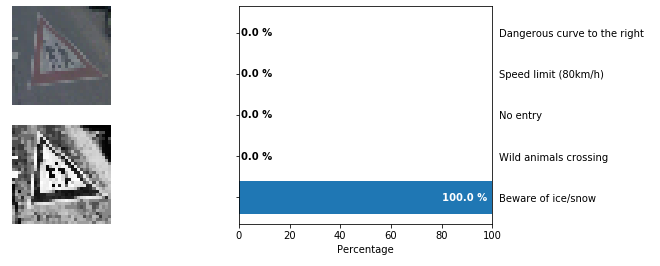 0.0 % Dangerous curve to the right
0.0 % Speed limit (80km/h)
0.0 % No entry
0.0 % Wild animals crossing
100.0 % Beware of ice/snow
0 20 40 60 80 100
Percentage